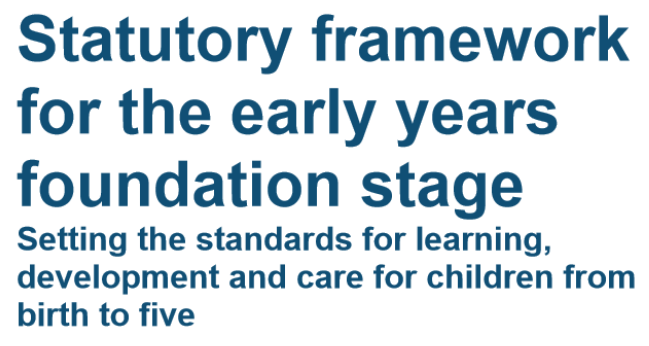 Statutory framework
for the early years
foundation stage
Setting the standards for learning,
development and care for children from
birth to five